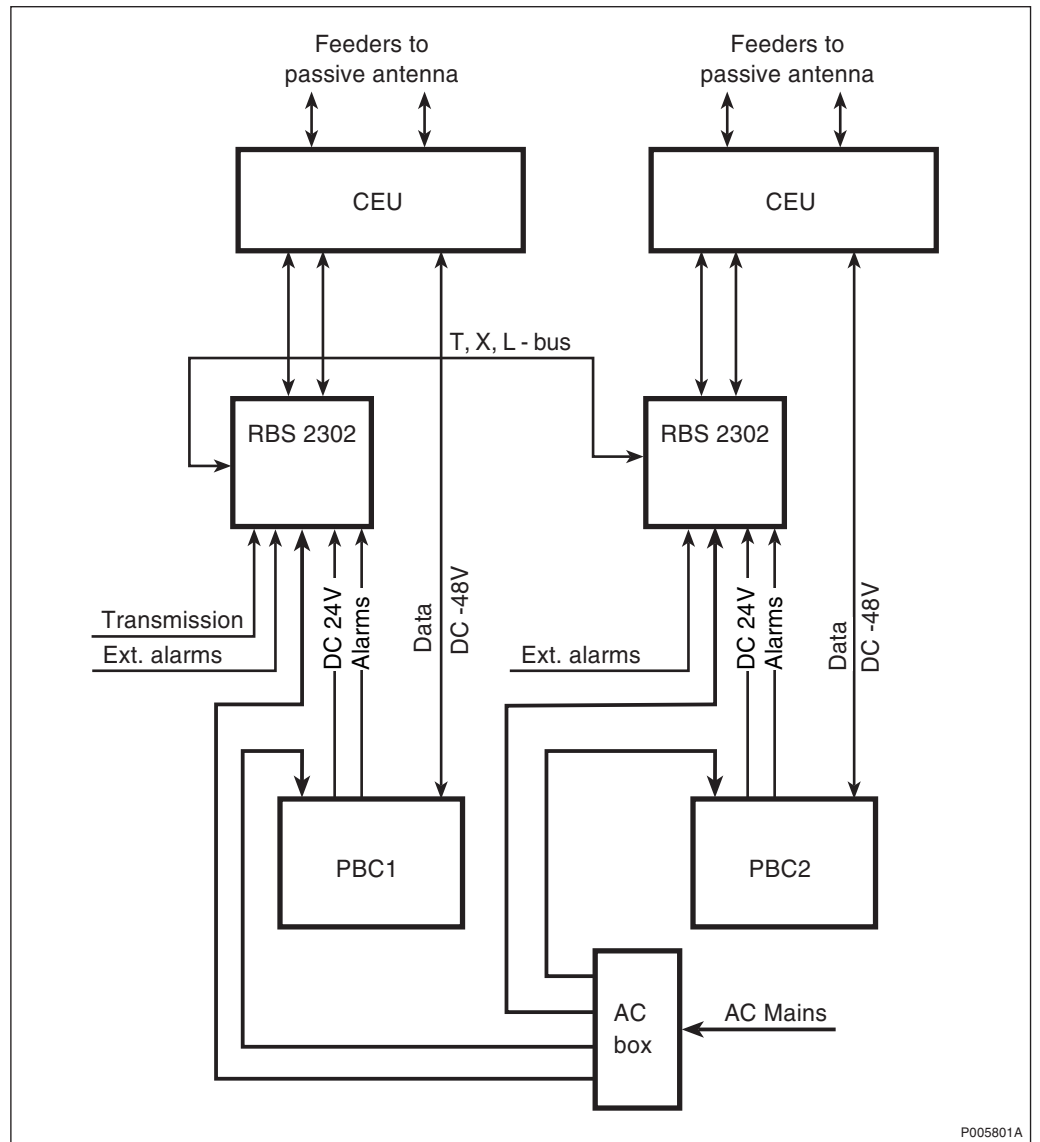 Feeders to
passive antenna
Feeders to
passive antenna
CEU
CEU
T, X, L - bus
RBS 2302
RBS 2302
Transmission
Ext. alarms
DC 24V
Alarms
Data
DC -48V
Ext. alarms
DC 24V
Alarms
Data
DC -48V
PBC1
PBC2
AC
box
AC Mains
P005801A